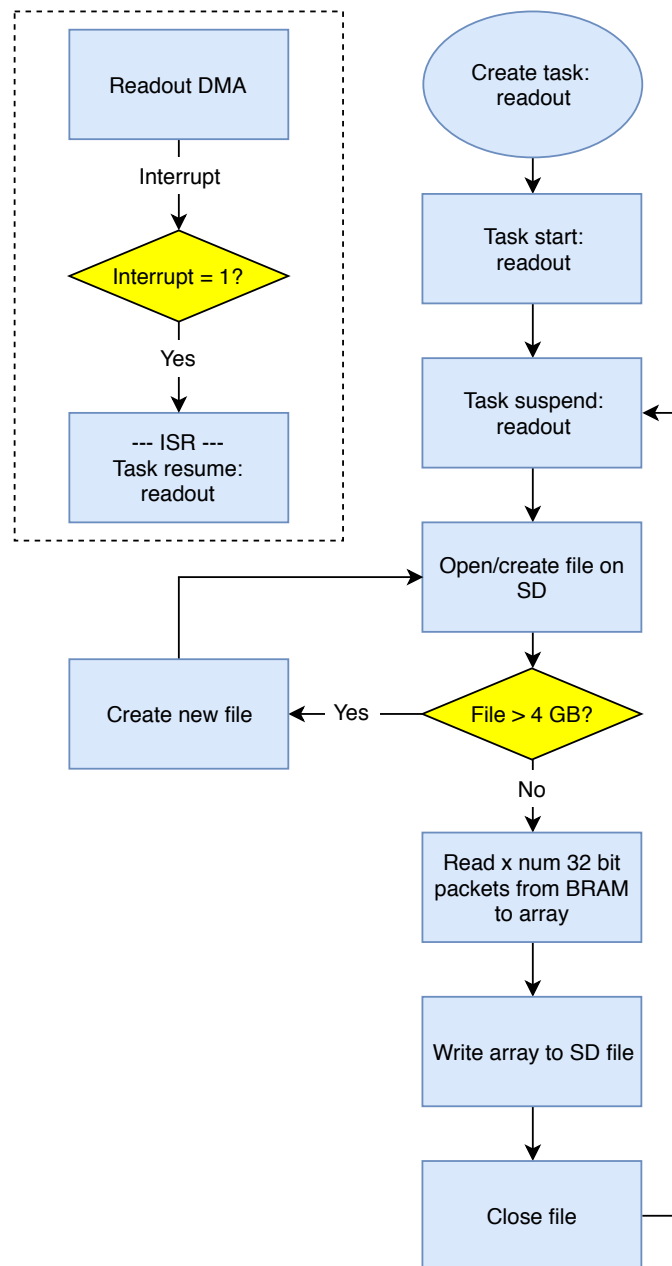 Readout DMA
Interrupt
Interrupt = 1?
Yes
--- ISR ---
Task resume:
readout
Create task:
readout
Task start:
readout
Task suspend:
readout
Open/create file on
SD
File > 4 GB?
Yes
Create new file
No
Read x num 32 bit
packets from BRAM
to array
Write array to SD file
Close file